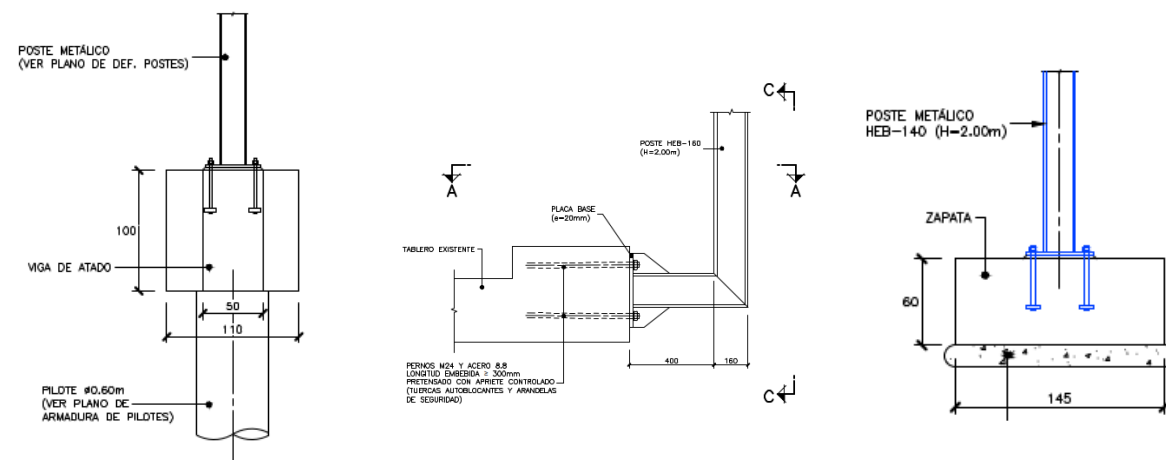 POSTE METÁLICO
(VER PLANO DE DEF. POSTES)
100
VIGA DE ATADO
50
110
PILOTE ø0.60m
(VER PLANO DE
ARMADURA DE PILOTES)
C
POSTE HEB-160
(H=2.00m)
A
A
PLACA BASE
(e=20mm)
TABLERO EXISTENTE
400
160
PERNOS M24 Y ACERO 8.8
LONGITUD EMBEBIDA ≥ 300mm
PRETENSADO CON APRIETE CONTROLADO
(TUERCAS AUTOBLOCANTES Y ARANDELAS
DE SEGURIDAD)
C
POSTE METÁLICO
HEB-140 (H=2.00m)
ZAPATA
60
145